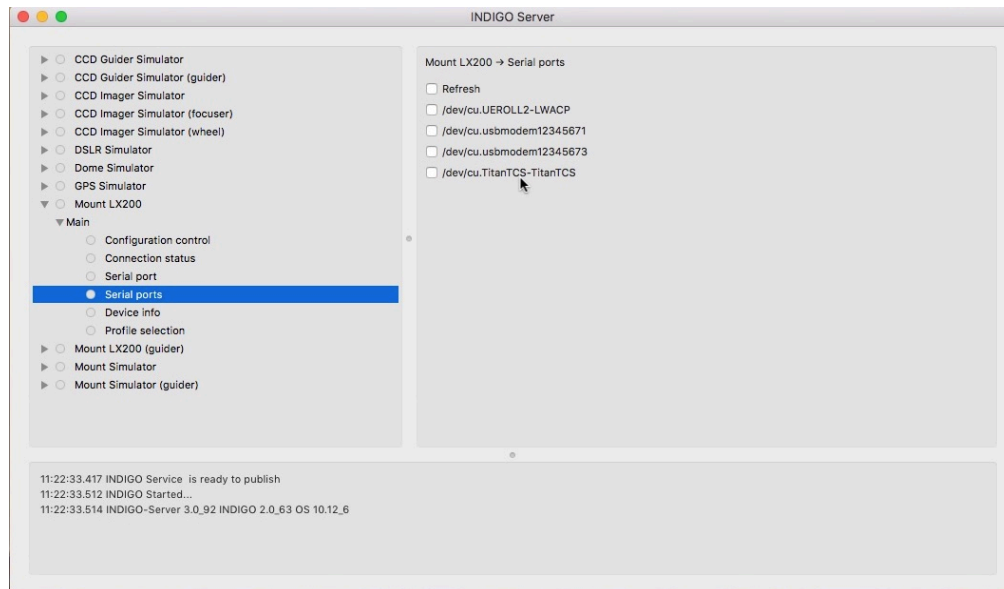 INDIGO Server
CCD Guider Simulator
CCD Guider Simulator (guider)
CCD Imager Simulator
CCD Imager Simulator (focuser)
CCD Imager Simulator (wheel)
DSLR Simulator
Dome Simulator
GPS Simulator
Mount LX200
Main
Configuration control
Connection status
Serial port
Serial ports
Device info
Profile selection
Mount LX200 (guider)
Mount Simulator
Mount Simulator (guider)
Mount LX200 → Serial ports
Refresh
/dev/cu.UEROLL2-LWACP
/dev/cu.usbmodem12345671
/dev/cu.usbmodem12345673
/dev/cu.TitanTCS-TitanTCS
11:22:33.417 INDIGO Service  is ready to publish
11:22:33.512 INDIGO Started...
11:22:33.514 INDIGO-Server 3.0_92 INDIGO 2.0_63 OS 10.12_6